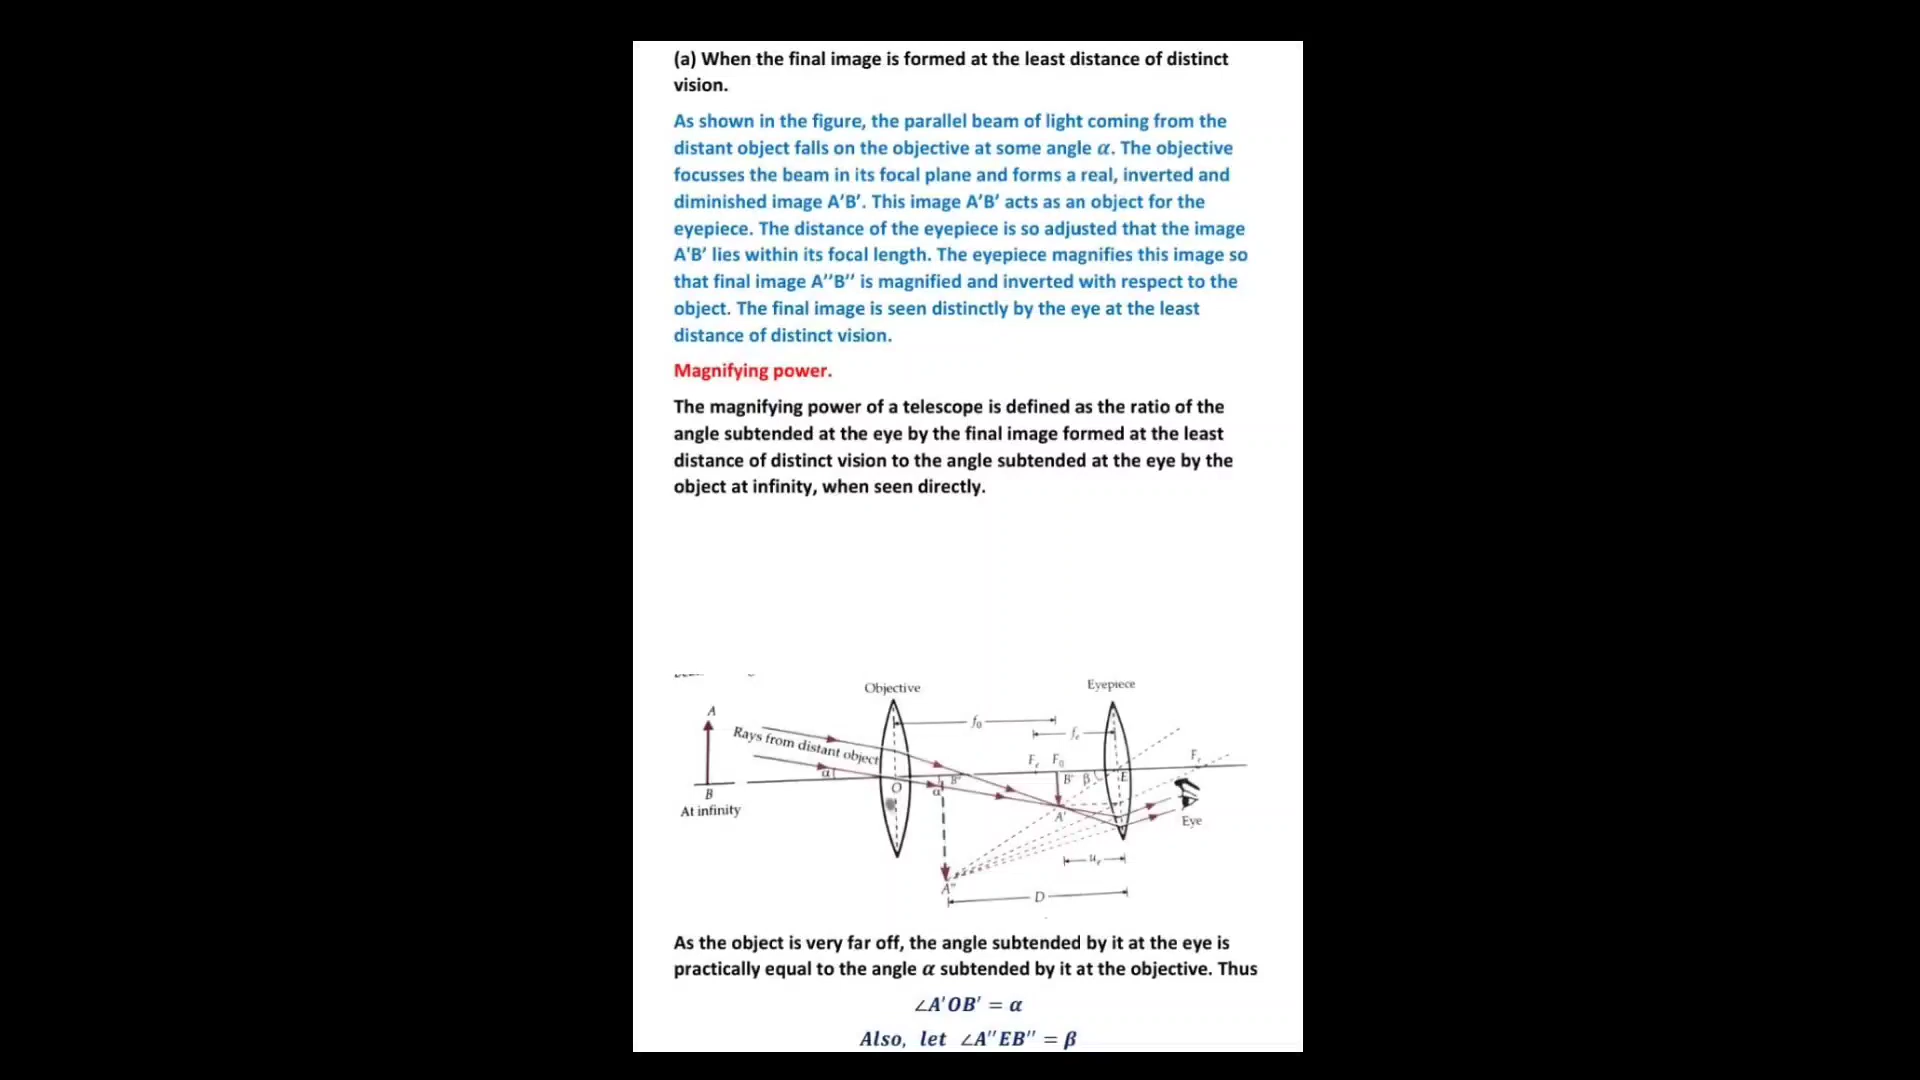 (a) When the final image is formed at the least distance of distinct
vision.
As shown in the figure, the parallel beam of light coming from the
distant object falls on the objective at some angle α. The objective
focusses the beam in its focal plane and forms a real, inverted and
diminished image A′B′. This image A′B′ acts as an object for the
eyepiece. The distance of the eyepiece is so adjusted that the image
A'B′ lies within its focal length. The eyepiece magnifies this image so
that final image A′′B′′ is magnified and inverted with respect to the
object. The final image is seen distinctly by the eye at the least
distance of distinct vision.
Magnifying power.
The magnifying power of a telescope is defined as the ratio of the
angle subtended at the eye by the final image formed at the least
distance of distinct vision to the angle subtended at the eye by the
object at infinity, when seen directly.
Objective
Eyepiece
A
f₀
Rays from distant object
fₑ
Fₑ F₀
Fₑ
α
B"
B' β
E
O
α
B
At infinity
A'
Eye
uₑ
A"
D
As the object is very far off, the angle subtended by it at the eye is
practically equal to the angle α subtended by it at the objective. Thus
∠A′OB′ = α
Also, let ∠A′′EB′′ = β